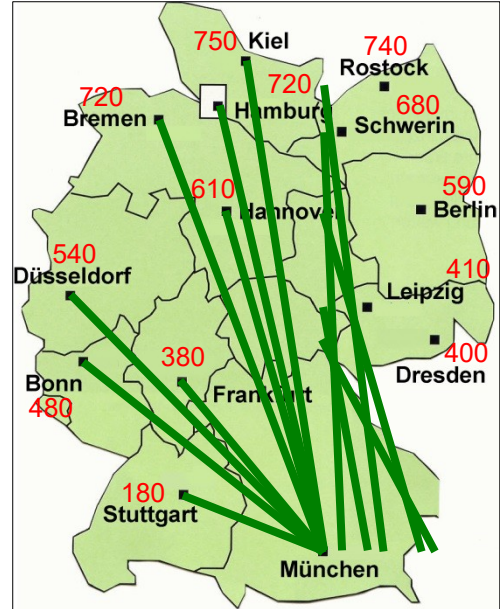 750
Kiel
740
Rostock
720
Hamburg
720
Bremen
680
Schwerin
610
Hannover
590
Berlin
540
Düsseldorf
410
Leipzig
400
Dresden
380
Frankfurt
Bonn
480
180
Stuttgart
München